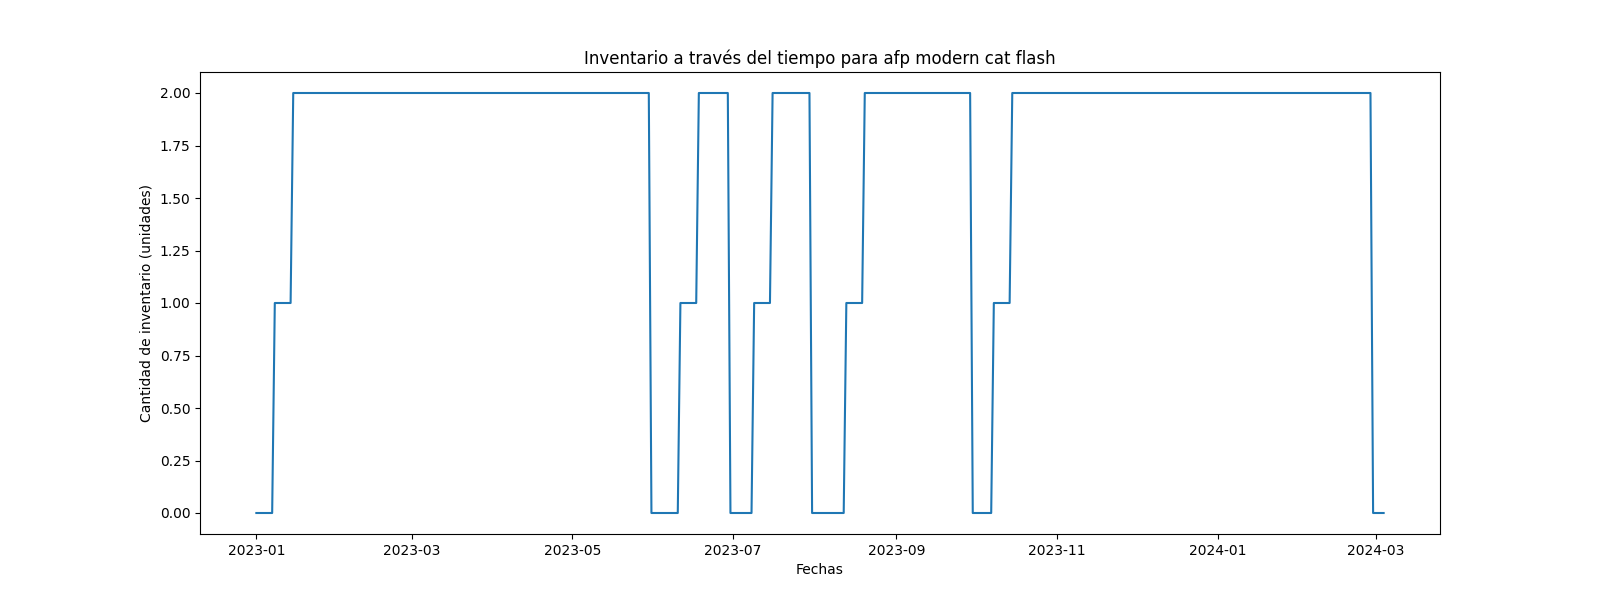 Inventario a través del tiempo para afp modern cat flash
Cantidad de inventario (unidades)
2.00
1.75
1.50
1.25
1.00
0.75
0.50
0.25
0.00
2023-01 2023-03 2023-05 2023-07 2023-09 2023-11 2024-01 2024-03
Fechas